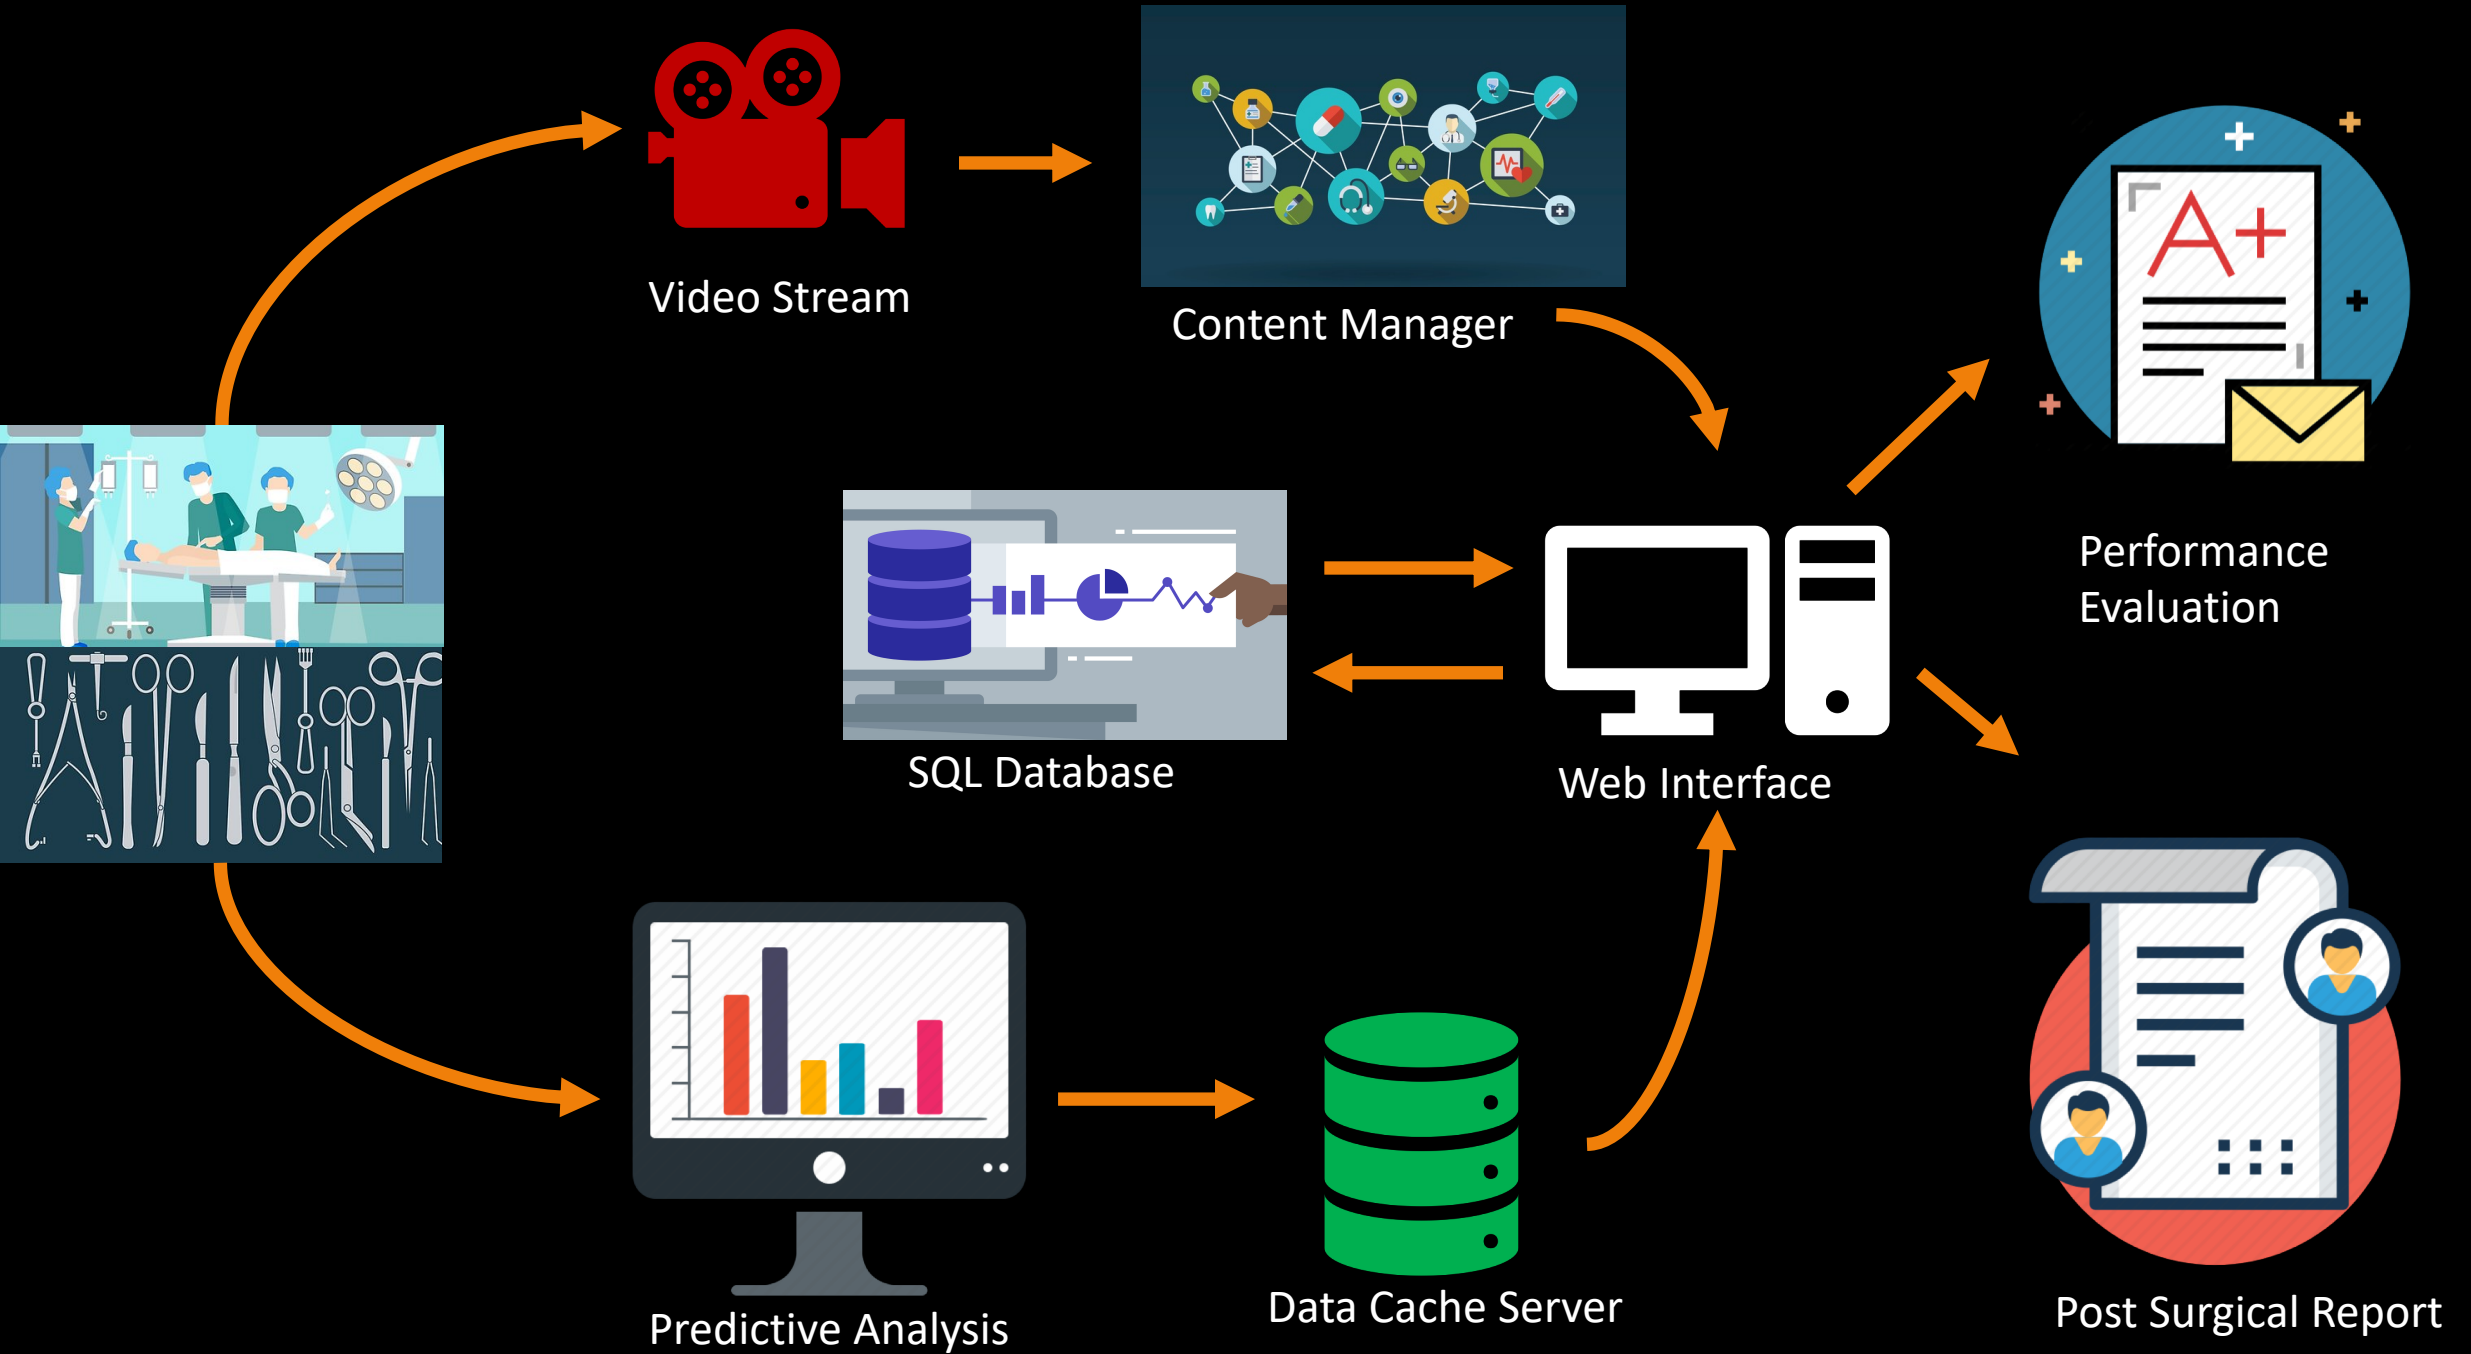 Video Stream
Content Manager
A+
Performance
Evaluation
SQL Database
Web Interface
Predictive Analysis
Data Cache Server
Post Surgical Report